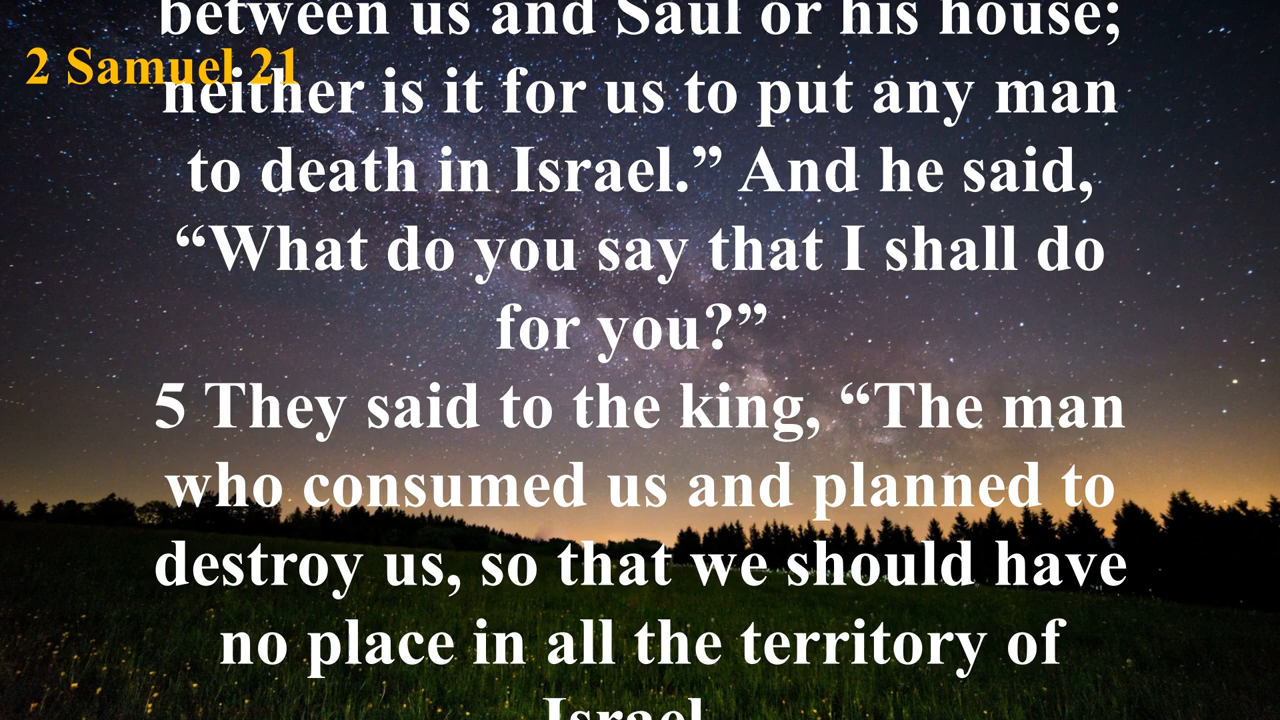 between us and Saul or his house;
2 Samuel 21
neither is it for us to put any man
to death in Israel.” And he said,
“What do you say that I shall do
for you?”
5 They said to the king, “The man
who consumed us and planned to
destroy us, so that we should have
no place in all the territory of
Israel